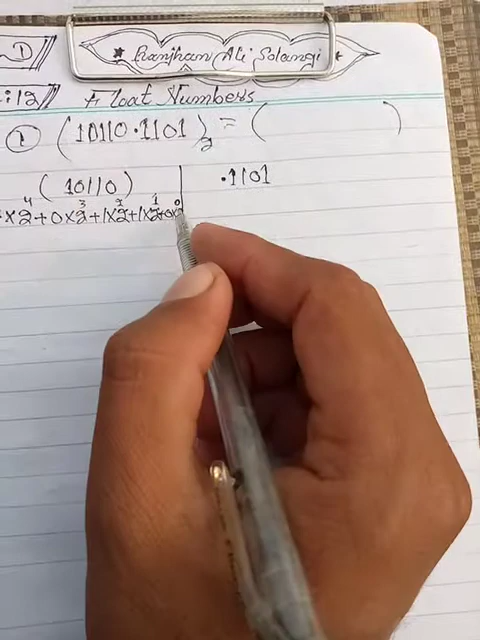 D
* Ranjhan Ali Solangi *
:12 Float Numbers
① (10110.1101)₂ = ( )
(10110) .1101
×2⁴+0×2³+1×2²+1×2¹+0×2⁰